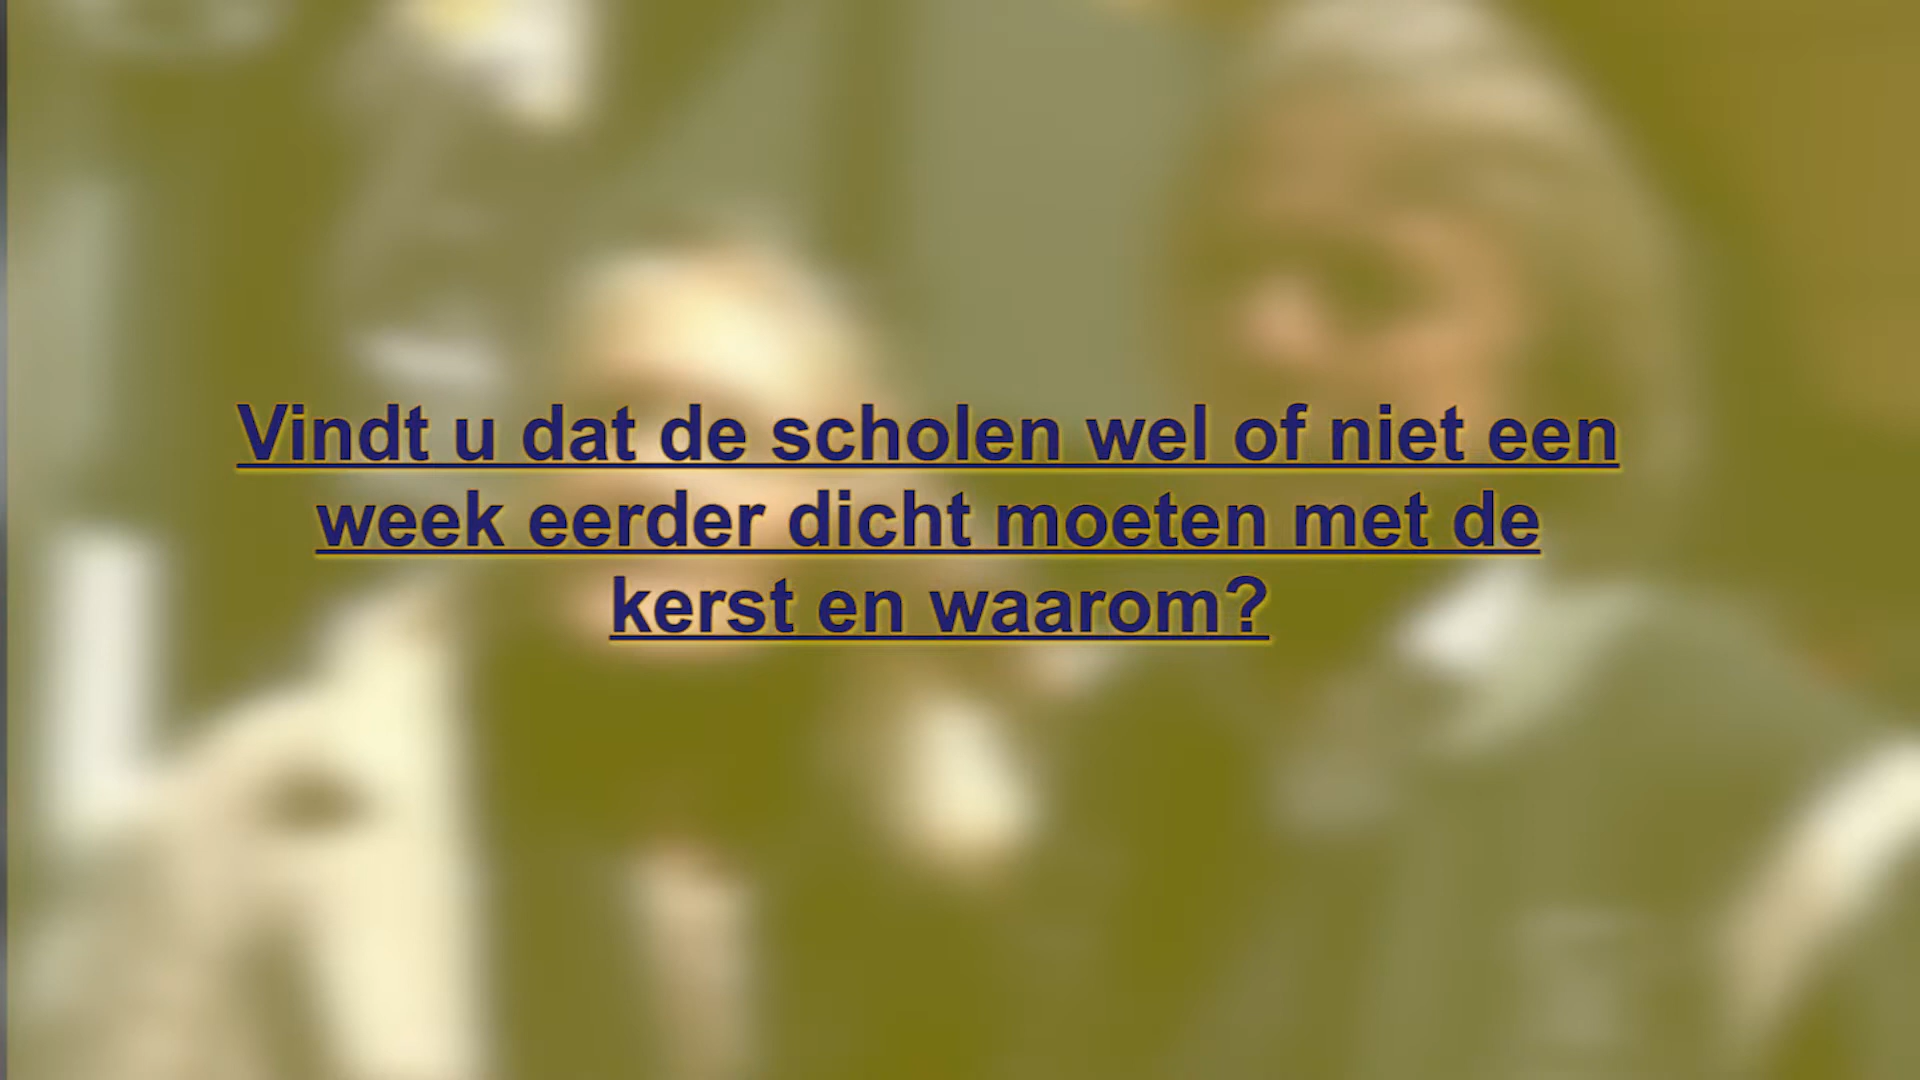 Vindt u dat de scholen wel of niet een
week eerder dicht moeten met de
kerst en waarom?